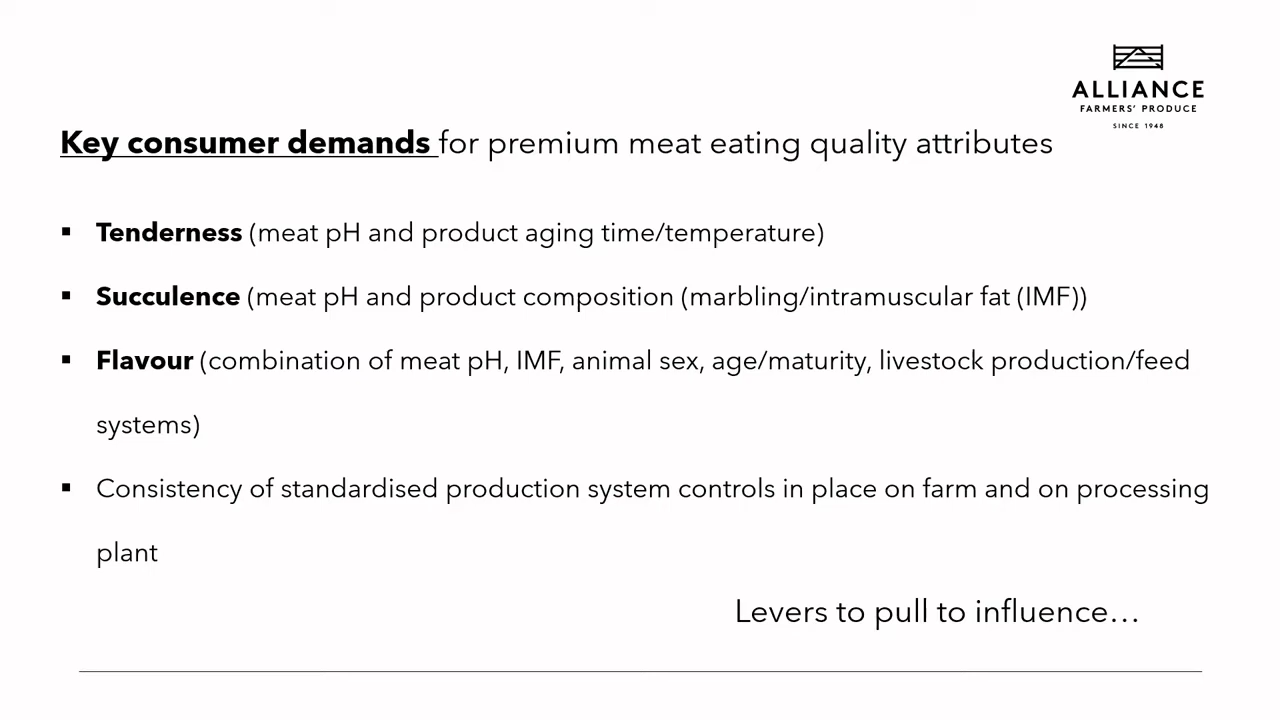 ALLIANCE
FARMERS' PRODUCE
SINCE 1948
Key consumer demands for premium meat eating quality attributes
▪ Tenderness (meat pH and product aging time/temperature)
▪ Succulence (meat pH and product composition (marbling/intramuscular fat (IMF))
▪ Flavour (combination of meat pH, IMF, animal sex, age/maturity, livestock production/feed
systems)
▪ Consistency of standardised production system controls in place on farm and on processing
plant
Levers to pull to influence…